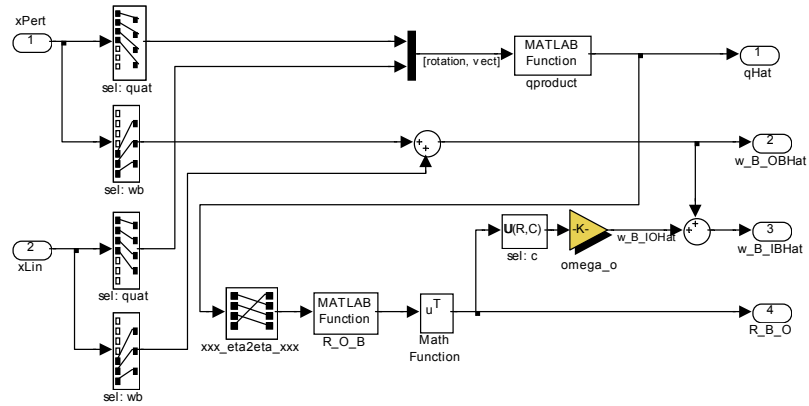 xPert
1
sel: quat
sel: wb
[rotation, vect]
MATLAB
Function
qproduct
1
qHat
2
w_B_OBHat
xLin
2
sel: quat
sel: wb
xxx_eta2eta_xxx
MATLAB
Function
R_O_B
u^T
Math
Function
U(R,C)
sel: c
-K-
omega_o
w_B_IOHat
3
w_B_IBHat
4
R_B_O